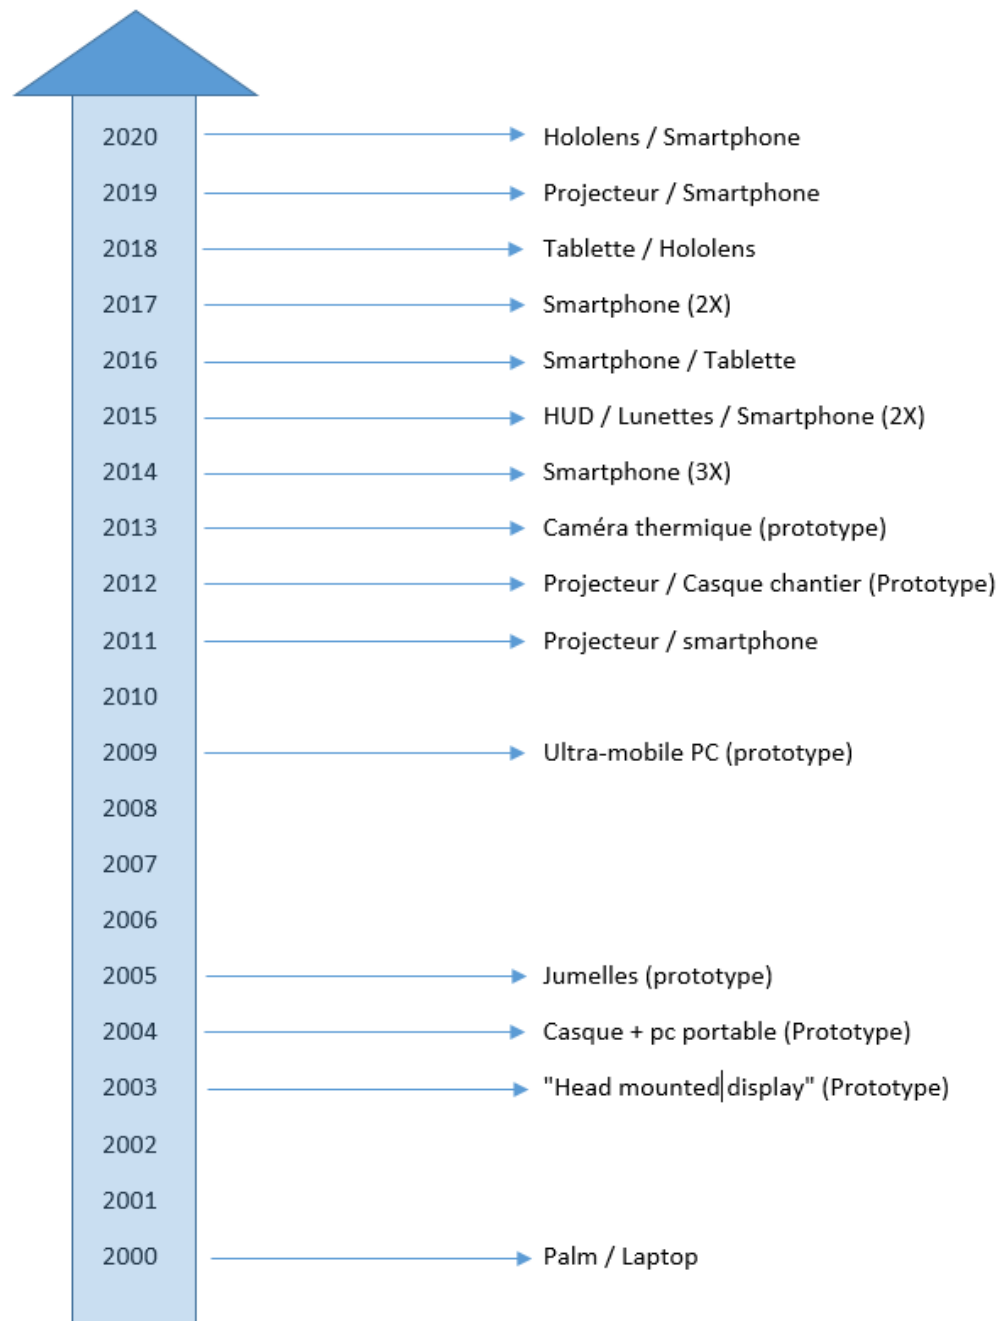 2020 Hololens / Smartphone
2019 Projecteur / Smartphone
2018 Tablette / Hololens
2017 Smartphone (2X)
2016 Smartphone / Tablette
2015 HUD / Lunettes / Smartphone (2X)
2014 Smartphone (3X)
2013 Caméra thermique (prototype)
2012 Projecteur / Casque chantier (Prototype)
2011 Projecteur / smartphone
2010
2009 Ultra-mobile PC (prototype)
2008
2007
2006
2005 Jumelles (prototype)
2004 Casque + pc portable (Prototype)
2003 "Head mounted display" (Prototype)
2002
2001
2000 Palm / Laptop